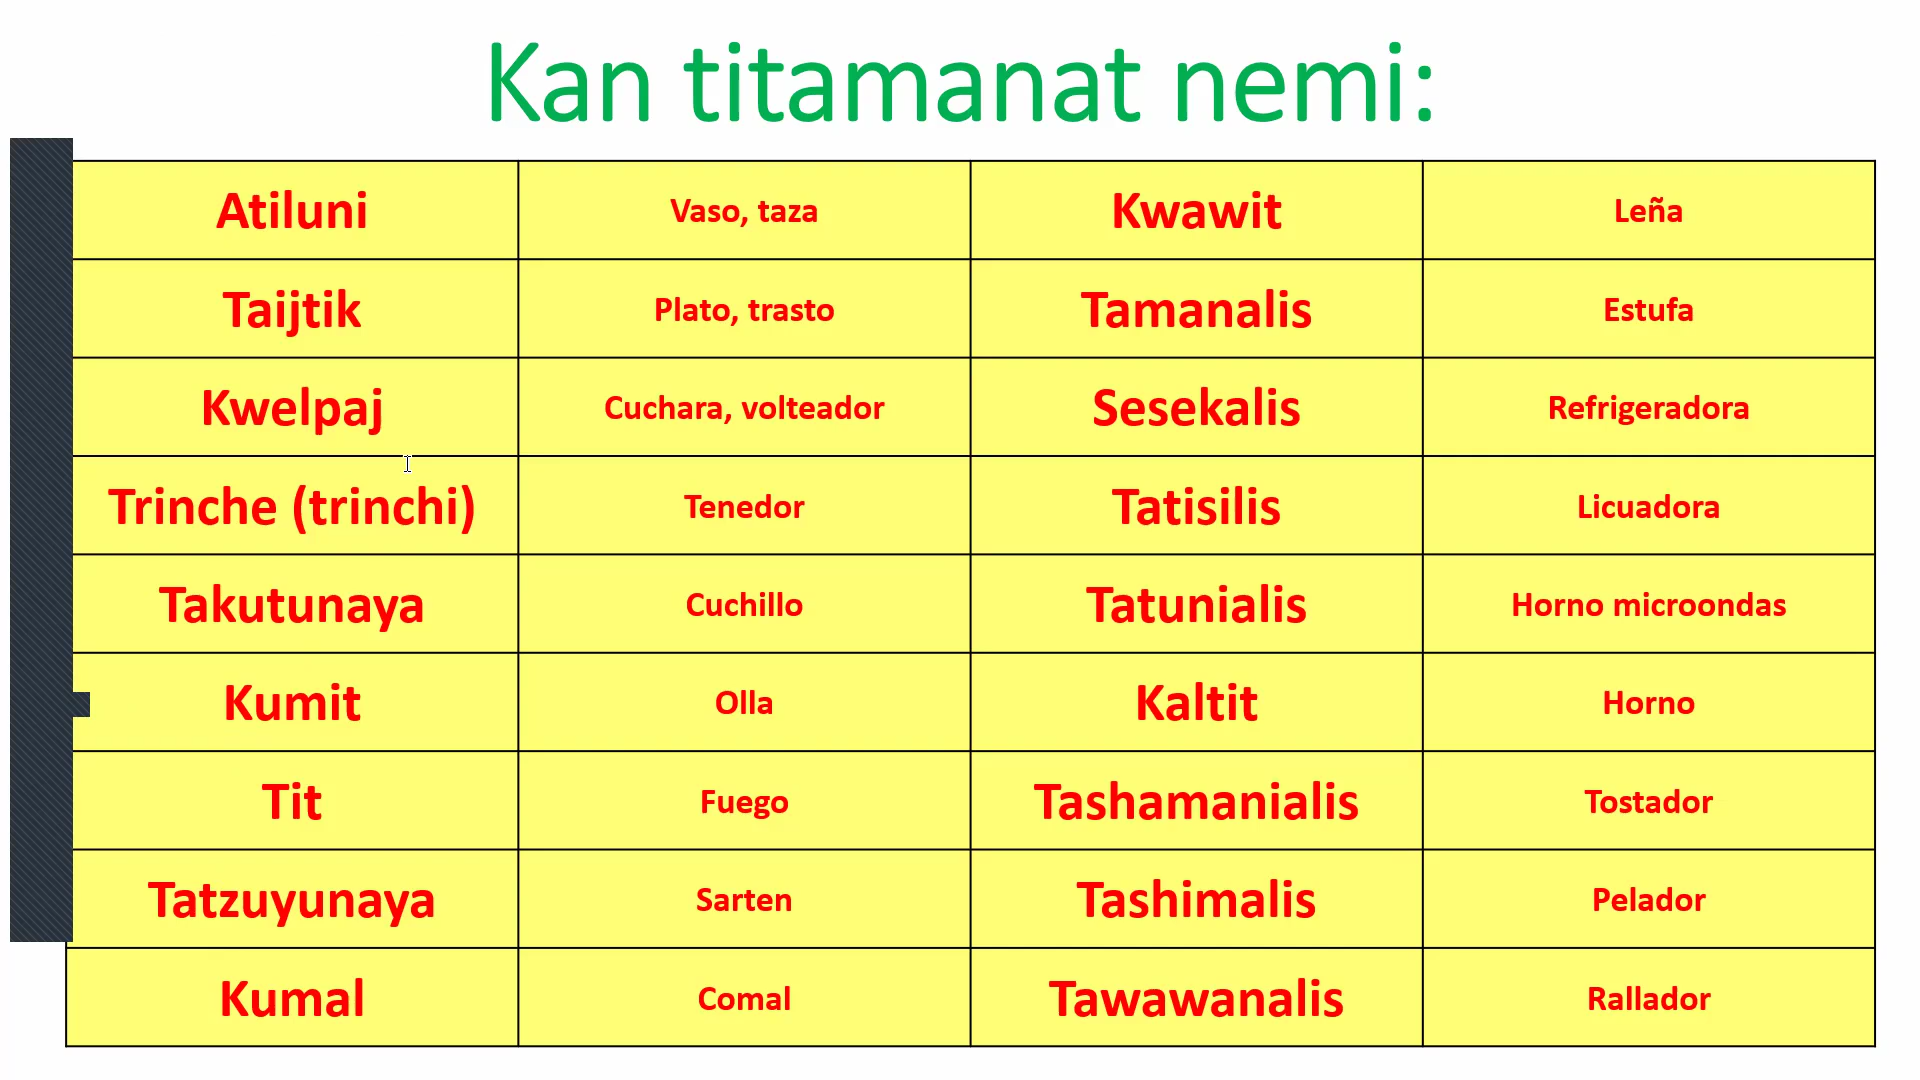 Kan titamanat nemi:
Atiluni Vaso, taza Kwawit Leña
Taijtik Plato, trasto Tamanalis Estufa
Kwelpaj Cuchara, volteador Sesekalis Refrigeradora
Trinche (trinchi) Tenedor Tatisilis Licuadora
Takutunaya Cuchillo Tatunialis Horno microondas
Kumit Olla Kaltit Horno
Tit Fuego Tashamanialis Tostador
Tatzuyunaya Sarten Tashimalis Pelador
Kumal Comal Tawawanalis Rallador